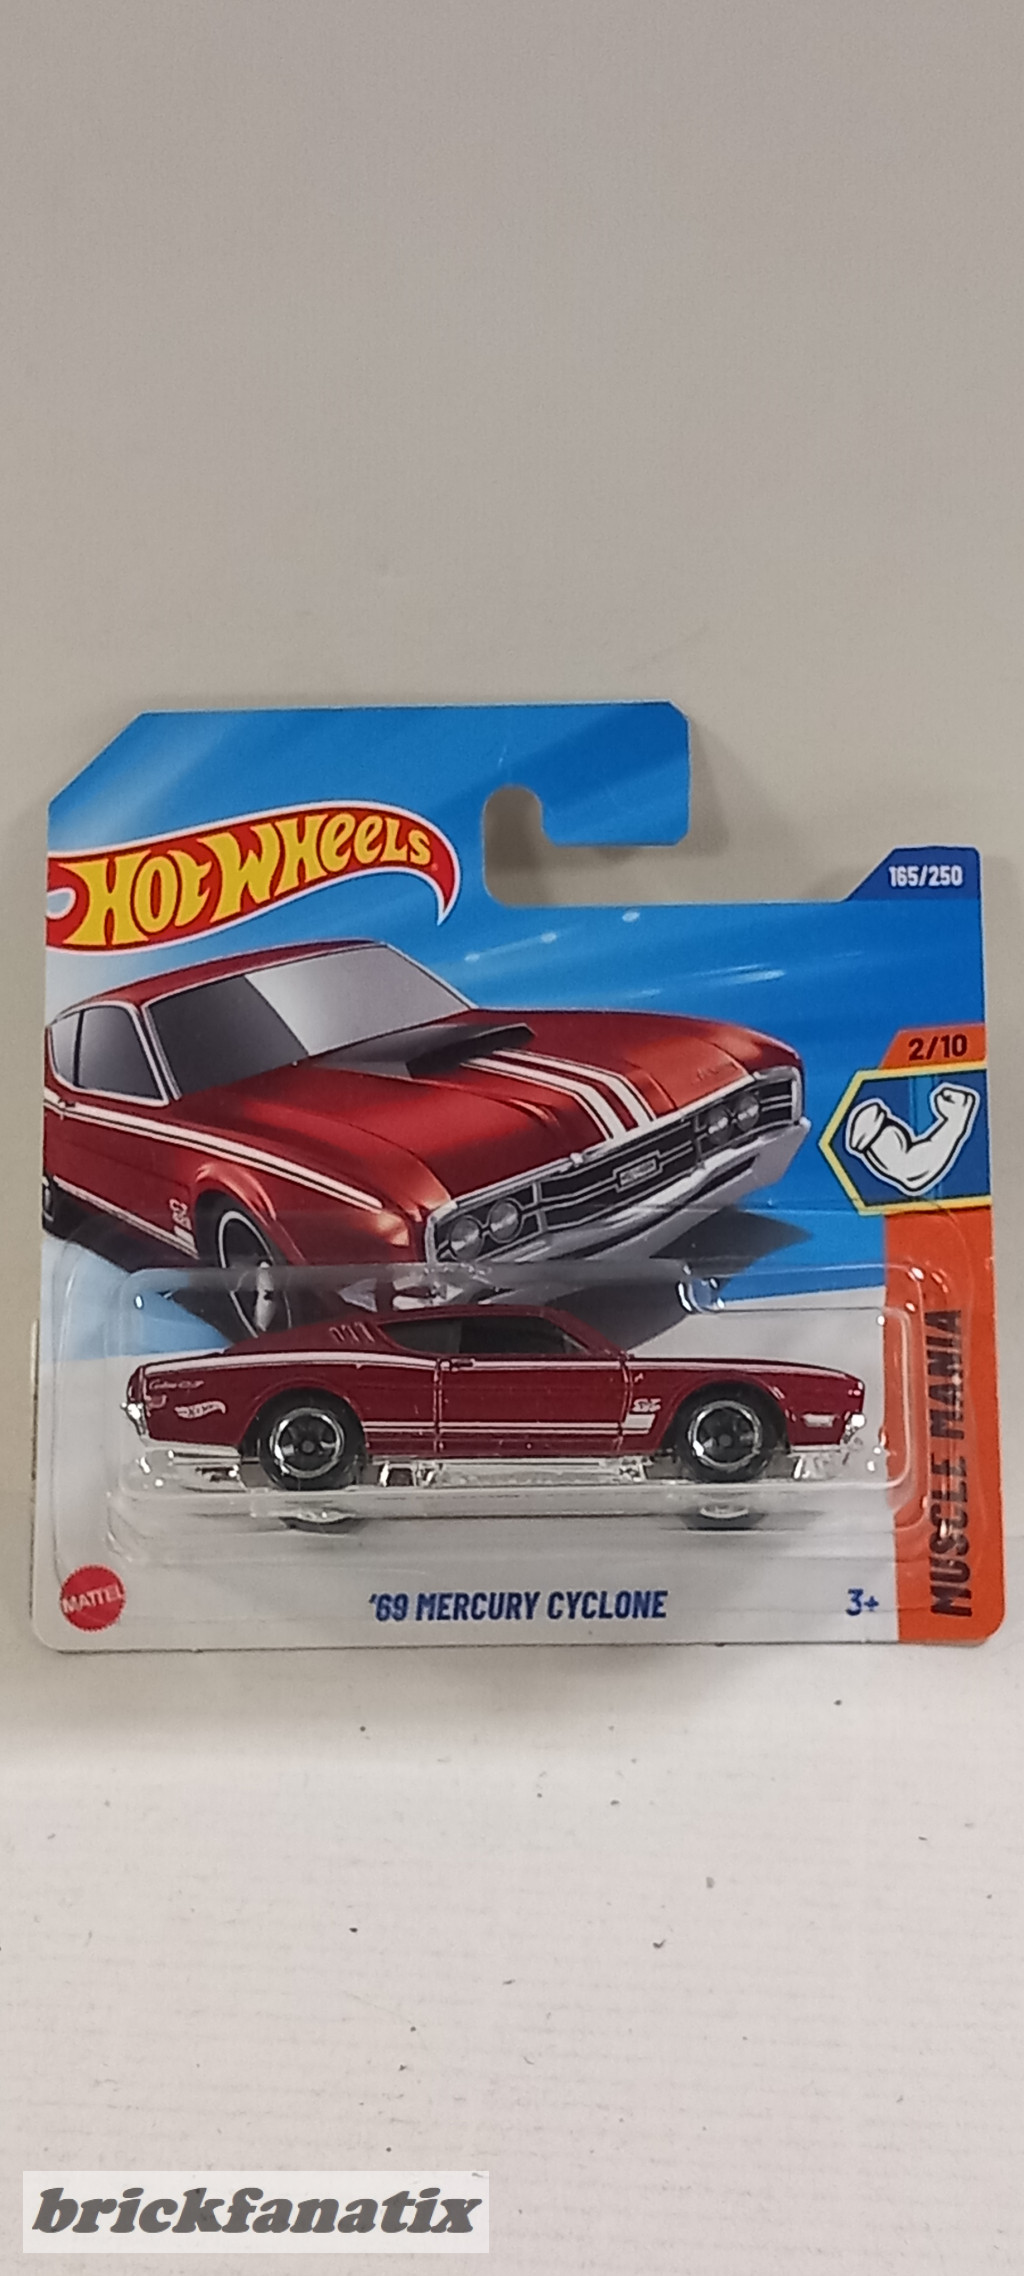 HOT WHEELS
165/250
2/10
MUSCLE MANIA
MATTEL
'69 MERCURY CYCLONE
3+
brickfanatix